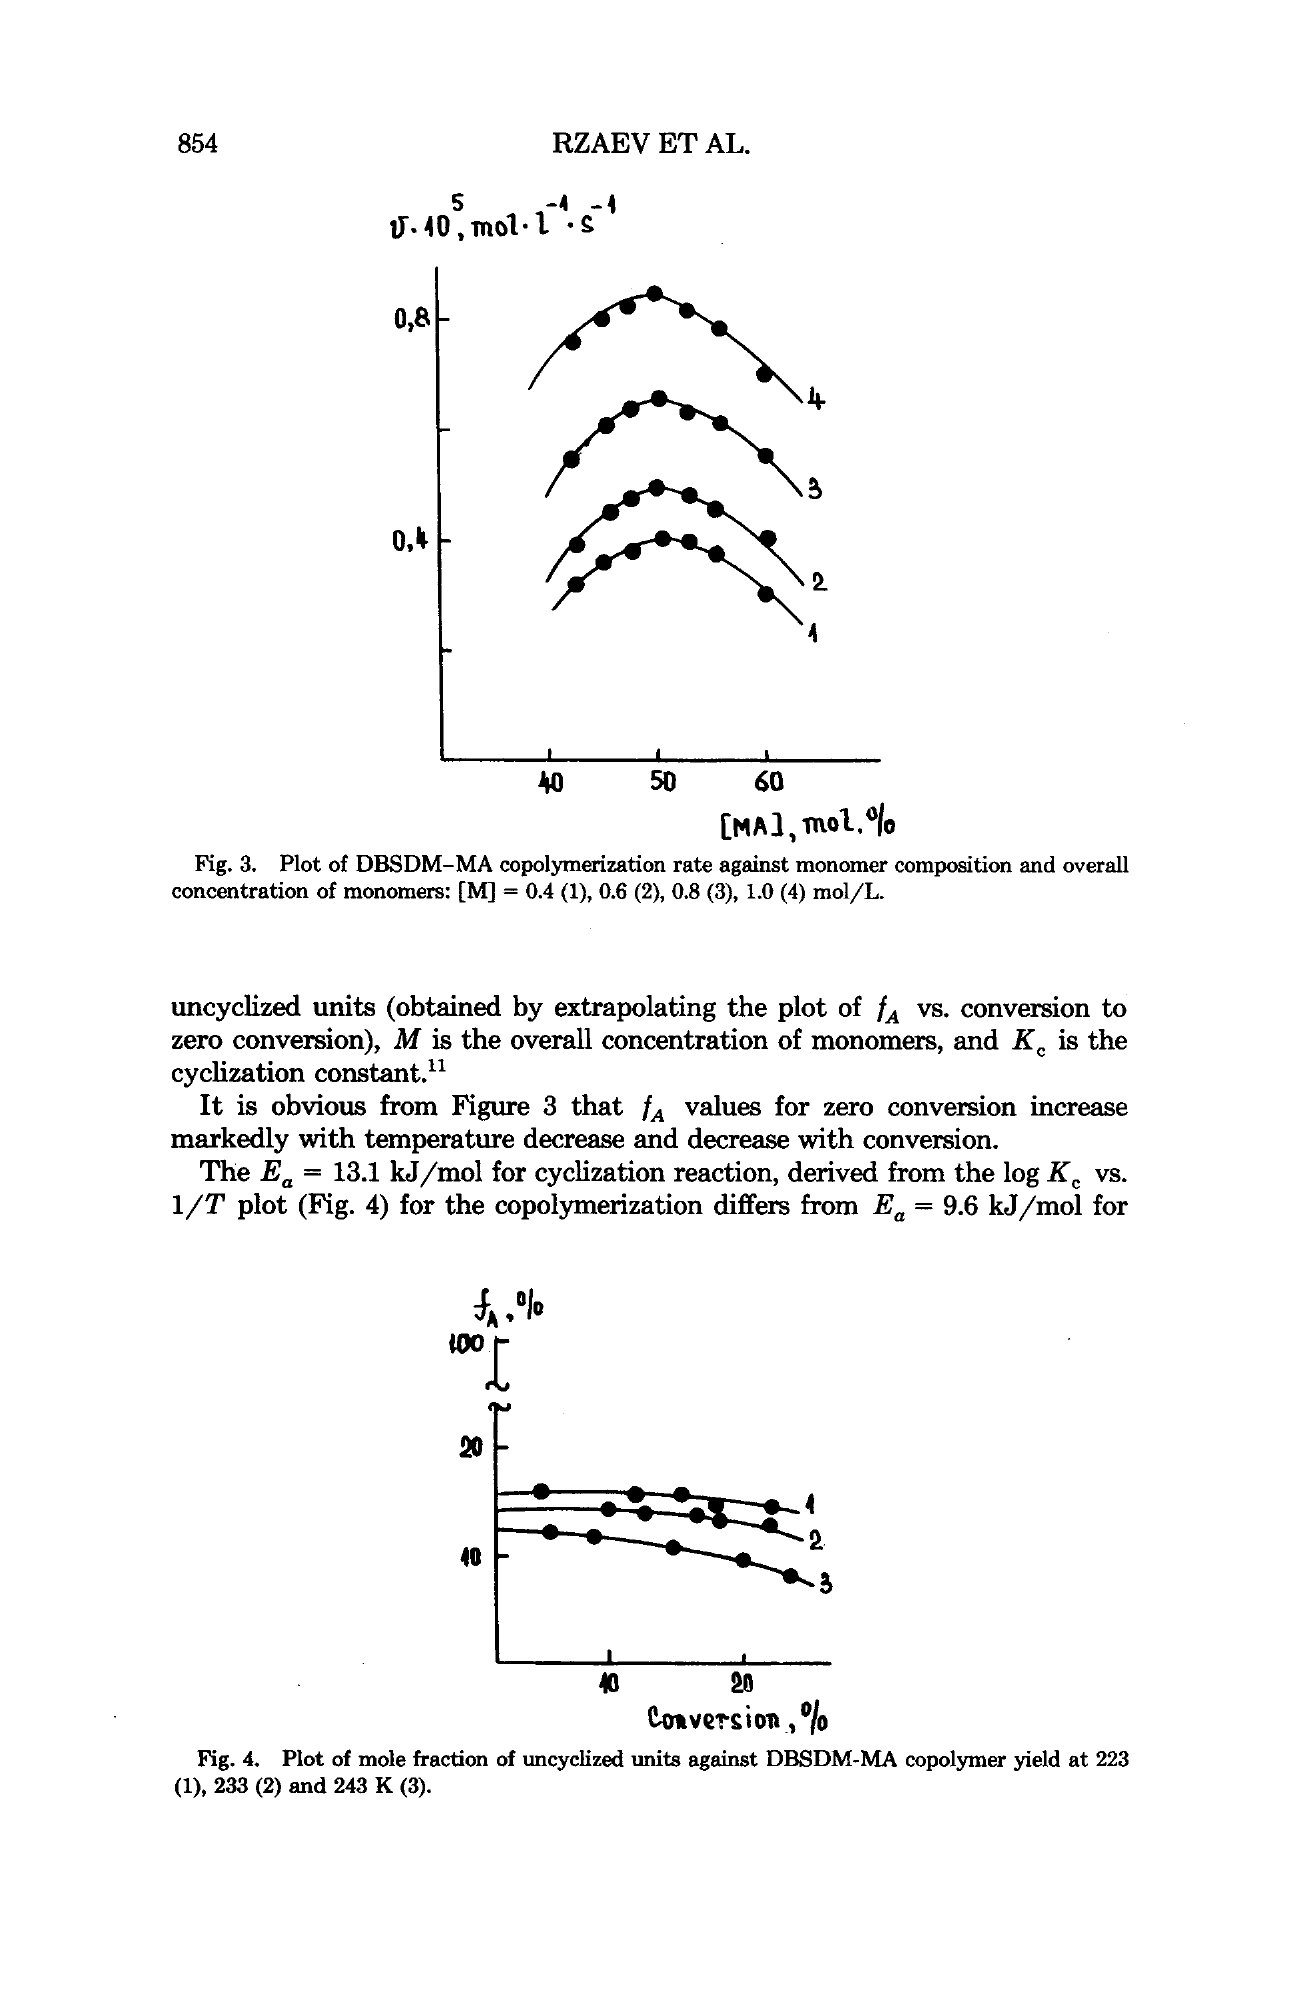 854
RZAEV ET AL.
υ·10⁵, mol·l⁻¹·s⁻¹
0,8
0,4
4
3
2
1
40 50 60
[MA], mol.%
Fig. 3. Plot of DBSDM–MA copolymerization rate against monomer composition and overall
concentration of monomers: [M] = 0.4 (1), 0.6 (2), 0.8 (3), 1.0 (4) mol/L.
uncyclized units (obtained by extrapolating the plot of f_A vs. conversion to
zero conversion), M is the overall concentration of monomers, and K_c is the
cyclization constant.¹¹
It is obvious from Figure 3 that f_A values for zero conversion increase
markedly with temperature decrease and decrease with conversion.
The E_a = 13.1 kJ/mol for cyclization reaction, derived from the log K_c vs.
1/T plot (Fig. 4) for the copolymerization differs from E_a = 9.6 kJ/mol for
f_A, %
100
20
10
1
2
3
10 20
Conversion, %
Fig. 4. Plot of mole fraction of uncyclized units against DBSDM-MA copolymer yield at 223
(1), 233 (2) and 243 K (3).